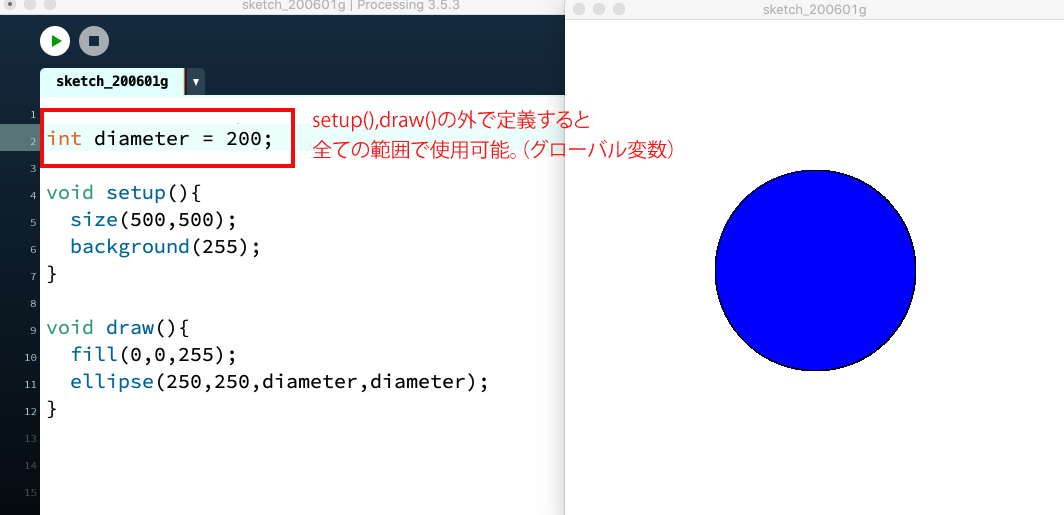 sketch_200601g | Processing 3.5.3
sketch_200601g
sketch_200601g ▼
1
2 int diameter = 200;
3
4 void setup(){
5 size(500,500);
6 background(255);
7 }
8
9 void draw(){
10 fill(0,0,255);
11 ellipse(250,250,diameter,diameter);
12 }
13
14
15
setup(),draw()の外で定義すると
全ての範囲で使用可能。（グローバル変数）